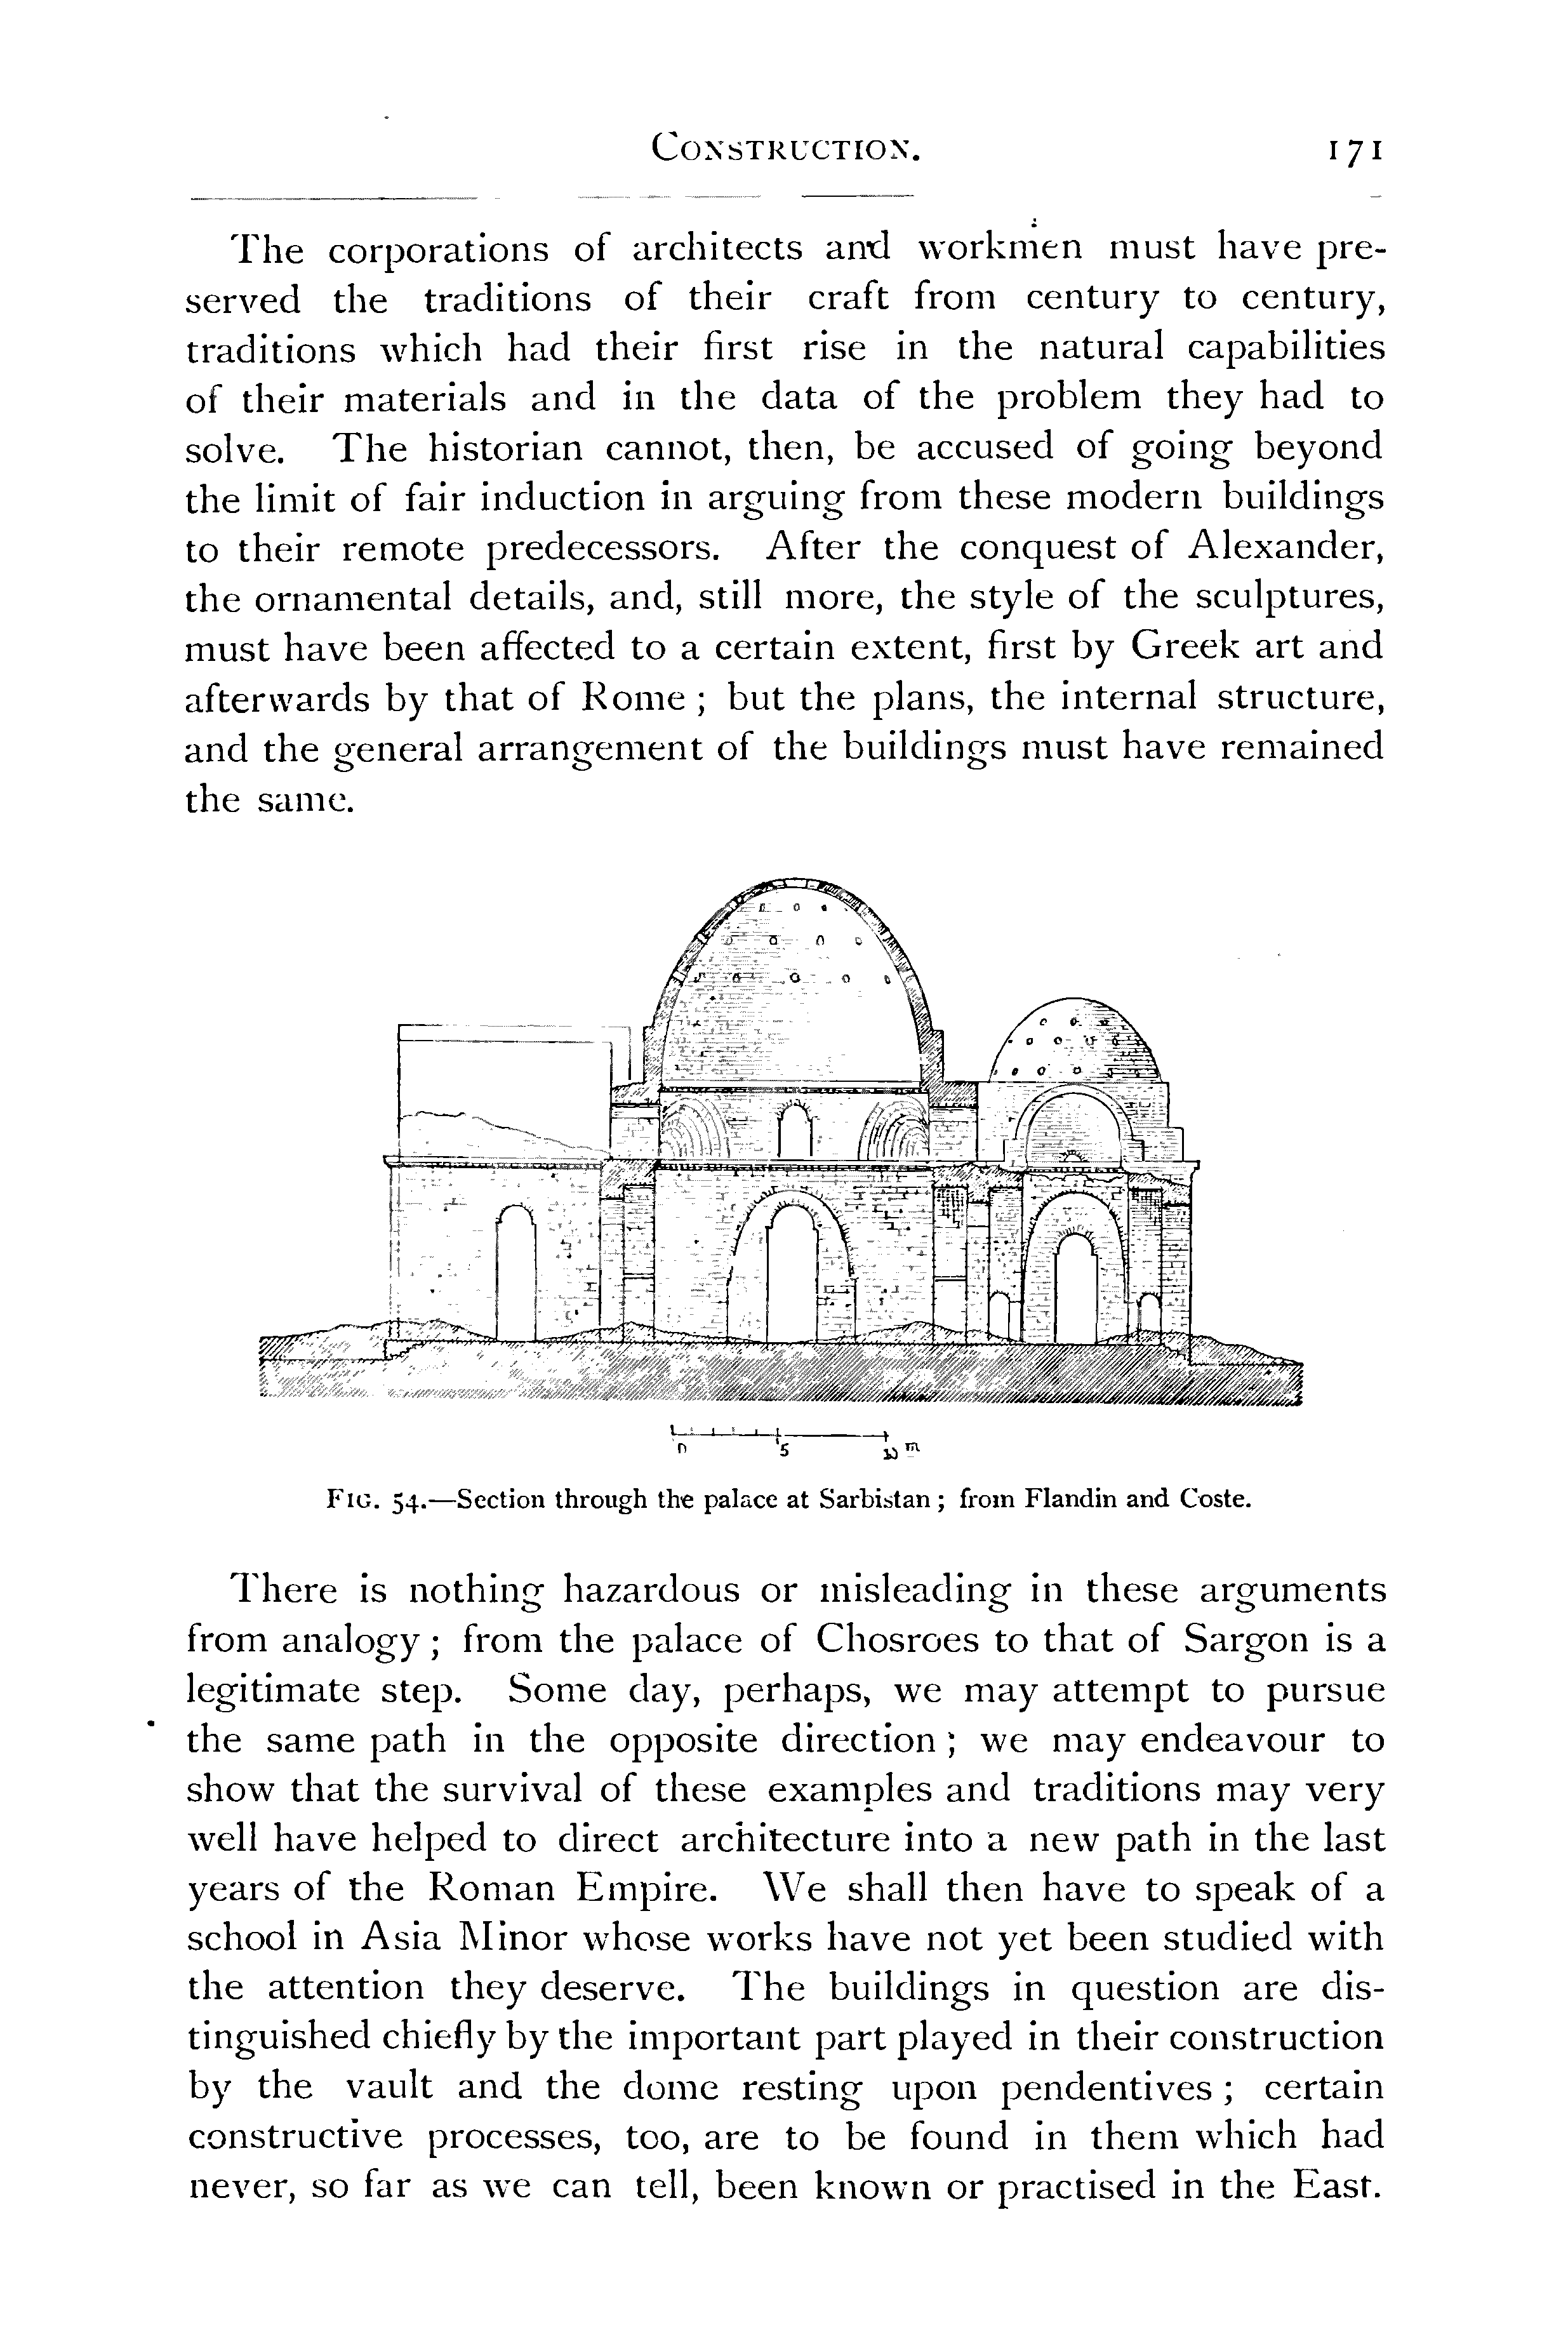 CONSTRUCTION. 171
The corporations of architects and workmen must have pre-
served the traditions of their craft from century to century,
traditions which had their first rise in the natural capabilities
of their materials and in the data of the problem they had to
solve. The historian cannot, then, be accused of going beyond
the limit of fair induction in arguing from these modern buildings
to their remote predecessors. After the conquest of Alexander,
the ornamental details, and, still more, the style of the sculptures,
must have been affected to a certain extent, first by Greek art and
afterwards by that of Rome ; but the plans, the internal structure,
and the general arrangement of the buildings must have remained
the same.
0 5 10 m
FIG. 54.—Section through the palace at Sarbistan ; from Flandin and Coste.
There is nothing hazardous or misleading in these arguments
from analogy ; from the palace of Chosroes to that of Sargon is a
legitimate step. Some day, perhaps, we may attempt to pursue
the same path in the opposite direction ; we may endeavour to
show that the survival of these examples and traditions may very
well have helped to direct architecture into a new path in the last
years of the Roman Empire. We shall then have to speak of a
school in Asia Minor whose works have not yet been studied with
the attention they deserve. The buildings in question are dis-
tinguished chiefly by the important part played in their construction
by the vault and the dome resting upon pendentives ; certain
constructive processes, too, are to be found in them which had
never, so far as we can tell, been known or practised in the East.